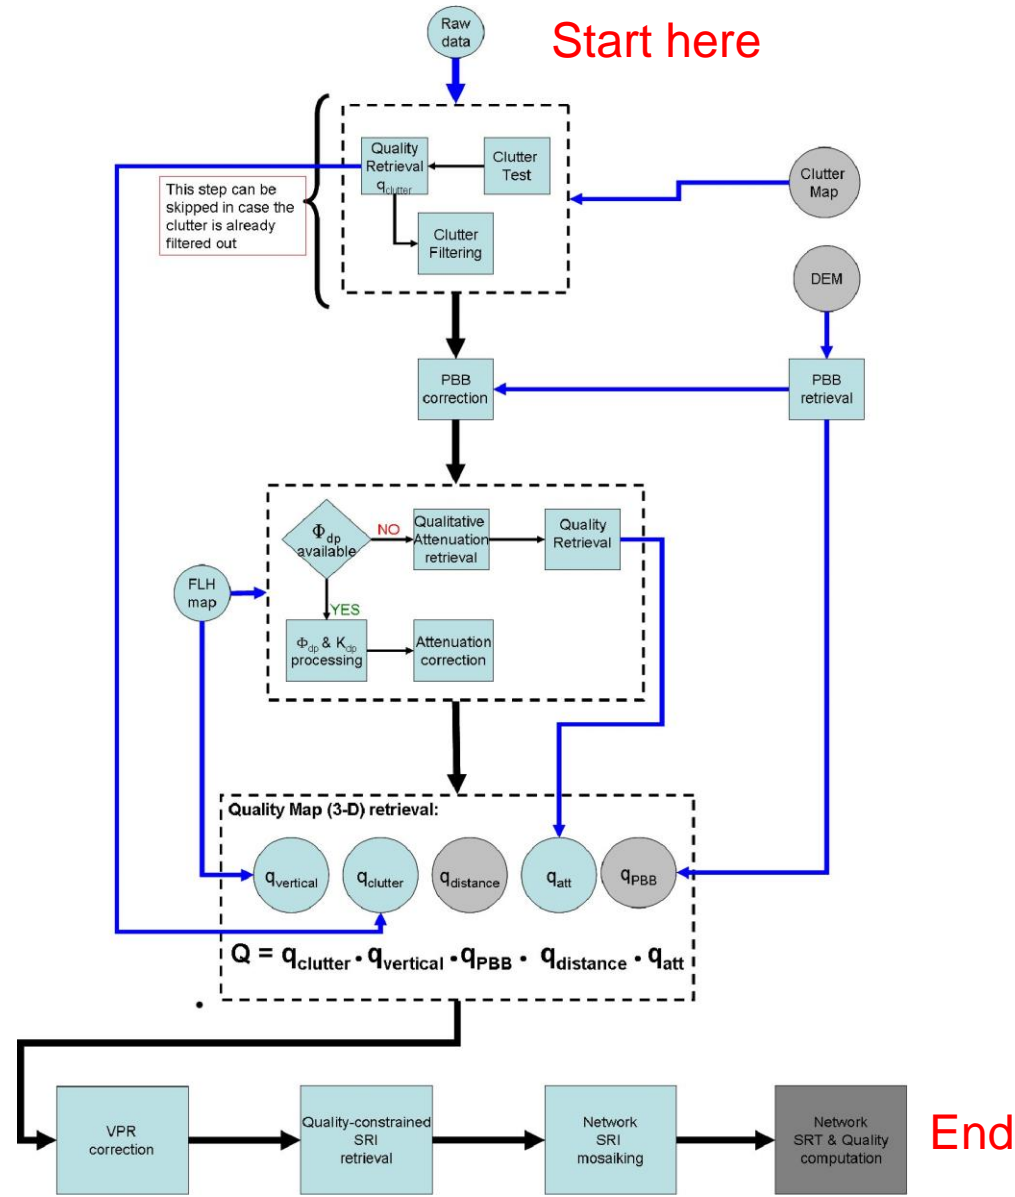 Raw
data
Start here
Quality
Retrieval
qclutter
Clutter
Test
Clutter
Map
This step can be
skipped in case the
clutter is already
filtered out
Clutter
Filtering
DEM
PBB
correction
PBB
retrieval
Φdp
available
NO
Qualitative
Attenuation
retrieval
Quality
Retrieval
FLH
map
YES
Φdp & Kdp
processing
Attenuation
correction
Quality Map (3-D) retrieval:
qvertical
qclutter
qdistance
qatt
qPBB
Q = qclutter · qvertical · qPBB · qdistance · qatt
VPR
correction
Quality-constrained
SRI
retrieval
Network
SRI
mosaiking
Network
SRT & Quality
computation
End